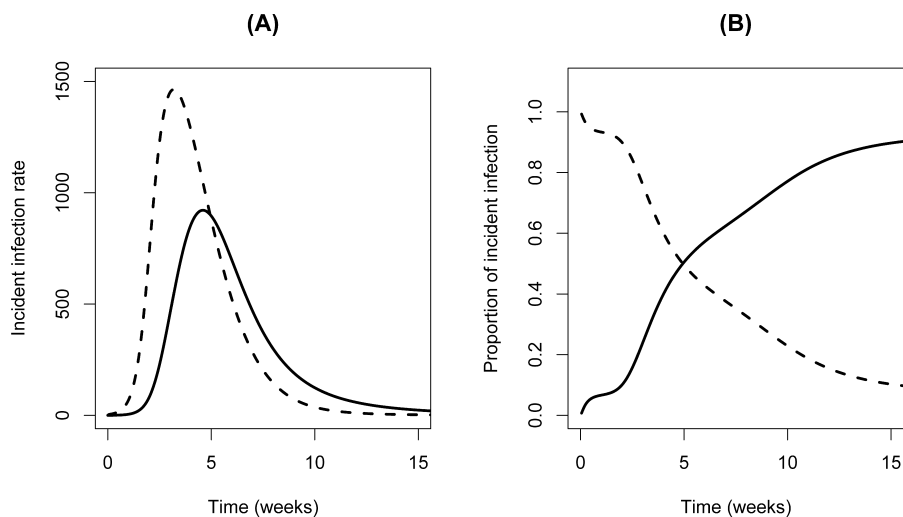 (A)
Incident infection rate
1500
1000
500
0
0 5 10 15
Time (weeks)
(B)
Proportion of incident infection
1.0
0.8
0.6
0.4
0.2
0.0
0 5 10 15
Time (weeks)